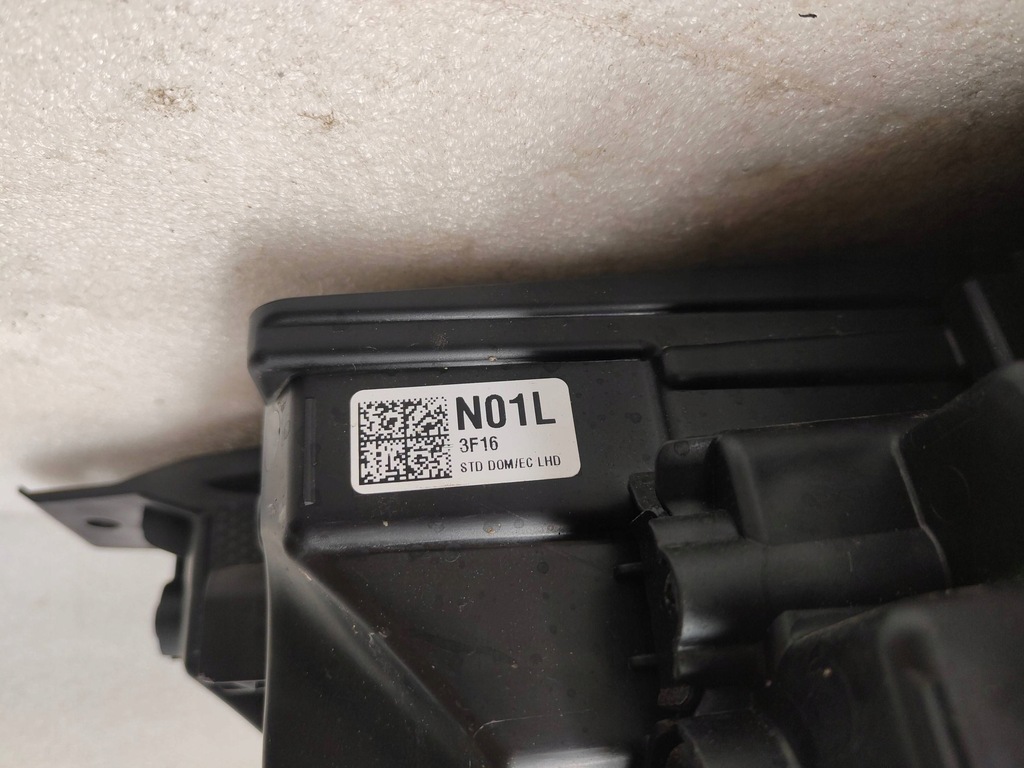 N01L
3F16
STD DOM/EC LHD